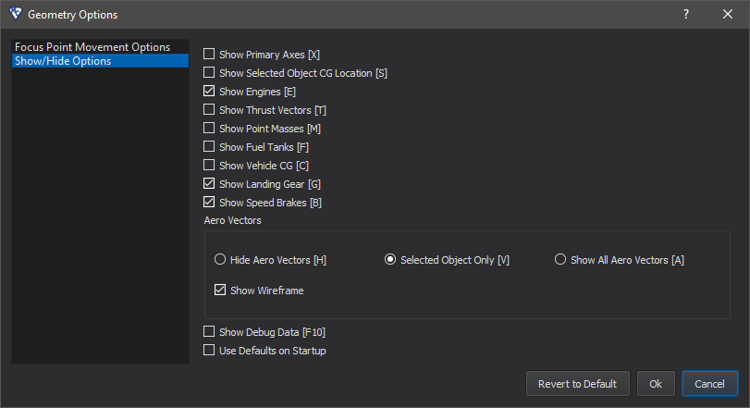 Geometry Options
?
Focus Point Movement Options
Show/Hide Options
Show Primary Axes [X]
Show Selected Object CG Location [S]
Show Engines [E]
Show Thrust Vectors [T]
Show Point Masses [M]
Show Fuel Tanks [F]
Show Vehicle CG [C]
Show Landing Gear [G]
Show Speed Brakes [B]
Aero Vectors
Hide Aero Vectors [H] Selected Object Only [V] Show All Aero Vectors [A]
Show Wireframe
Show Debug Data [F10]
Use Defaults on Startup
Revert to Default Ok Cancel